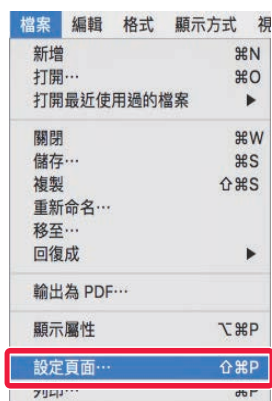 檔案 編輯 格式 顯示方式
新增 ⌘N
打開⋯ ⌘O
打開最近使用過的檔案 ▶
關閉 ⌘W
儲存⋯ ⌘S
複製 ⇧⌘S
重新命名⋯
移至⋯
回復成 ▶
輸出為 PDF⋯
顯示屬性 ⌥⌘P
設定頁面⋯ ⇧⌘P
列印⋯ ⌘P